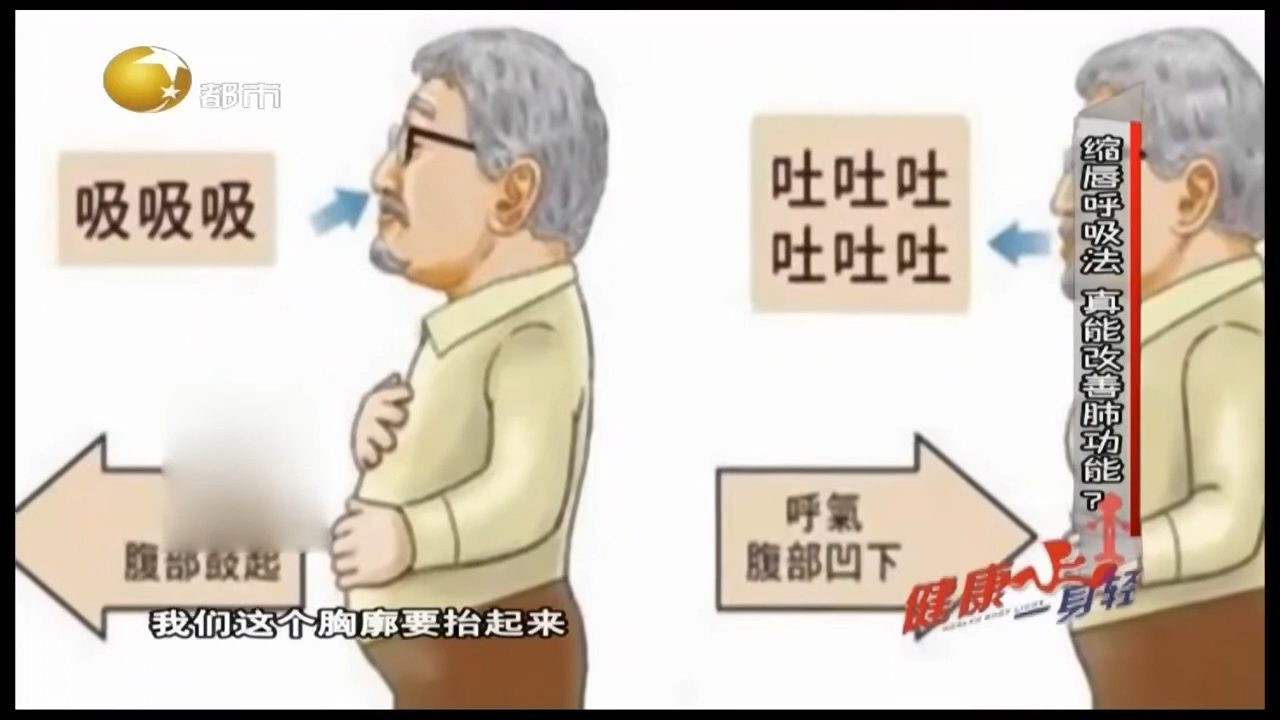 都市
吸吸吸
吐吐吐
吐吐吐
缩唇呼吸法 真能改善肺功能?
腹部鼓起
呼氣
腹部凹下
我们这个胸廓要抬起来
健康一身轻